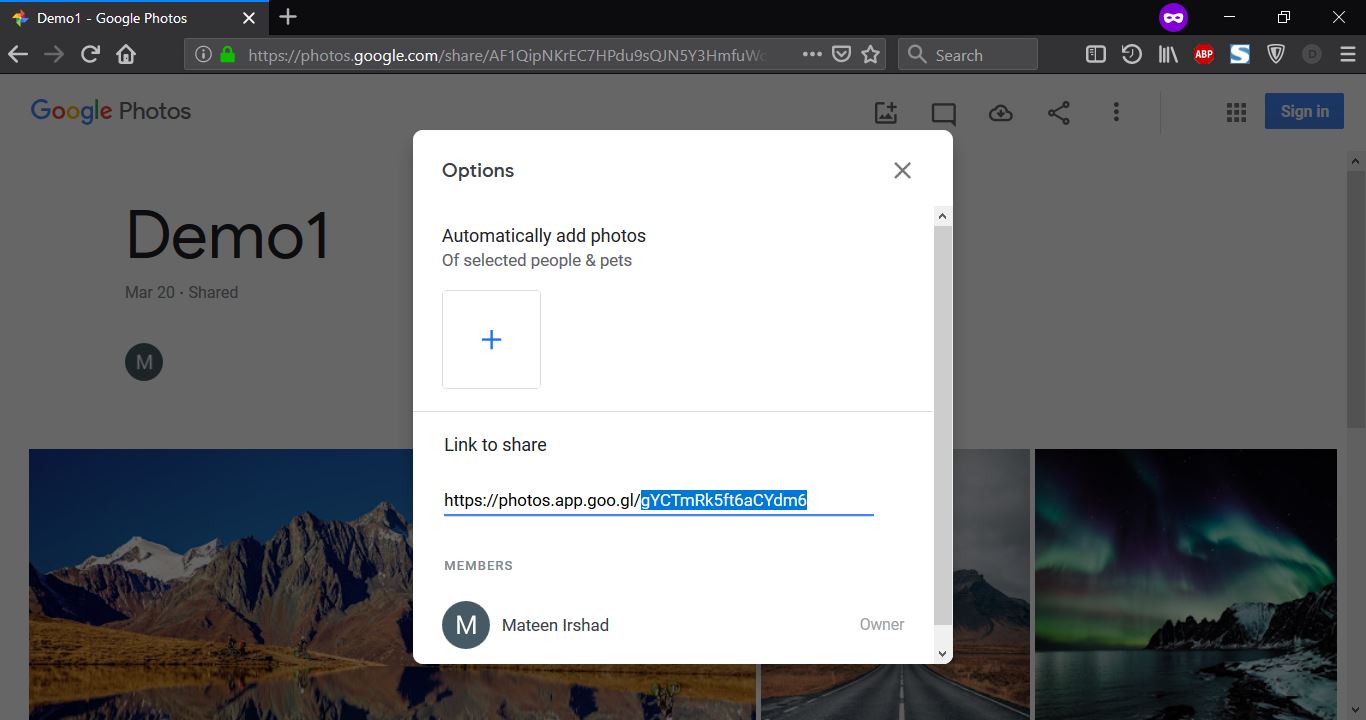 Demo1 - Google Photos
https://photos.google.com/share/AF1QipNKrEC7HPdu9sQJN5Y3HmfuWc
Search
ABP
S
D
Google Photos
Sign in
Demo1
Mar 20 · Shared
M
Options
Automatically add photos
Of selected people & pets
+
Link to share
https://photos.app.goo.gl/gYCTmRk5ft6aCYdm6
MEMBERS
M Mateen Irshad Owner